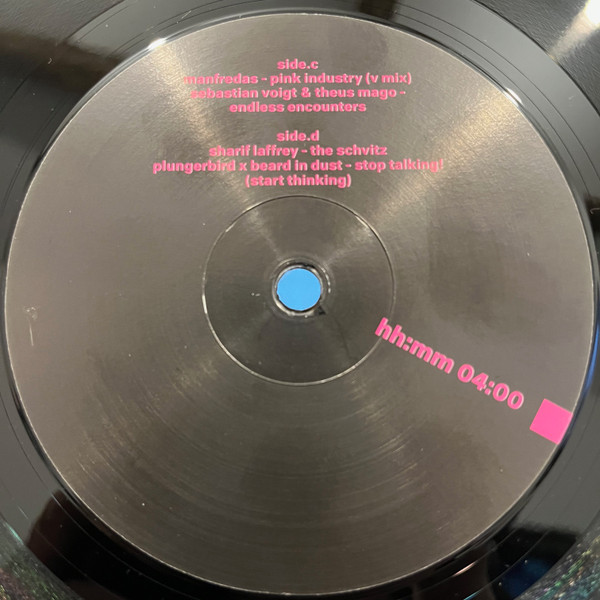 side.c
manfredas - pink industry (v mix)
sebastian voigt & theus mago -
endless encounters
side.d
sharif laffrey - the schvitz
plungerbird x beard in dust - stop talking!
(start thinking)
hh:mm 04:00